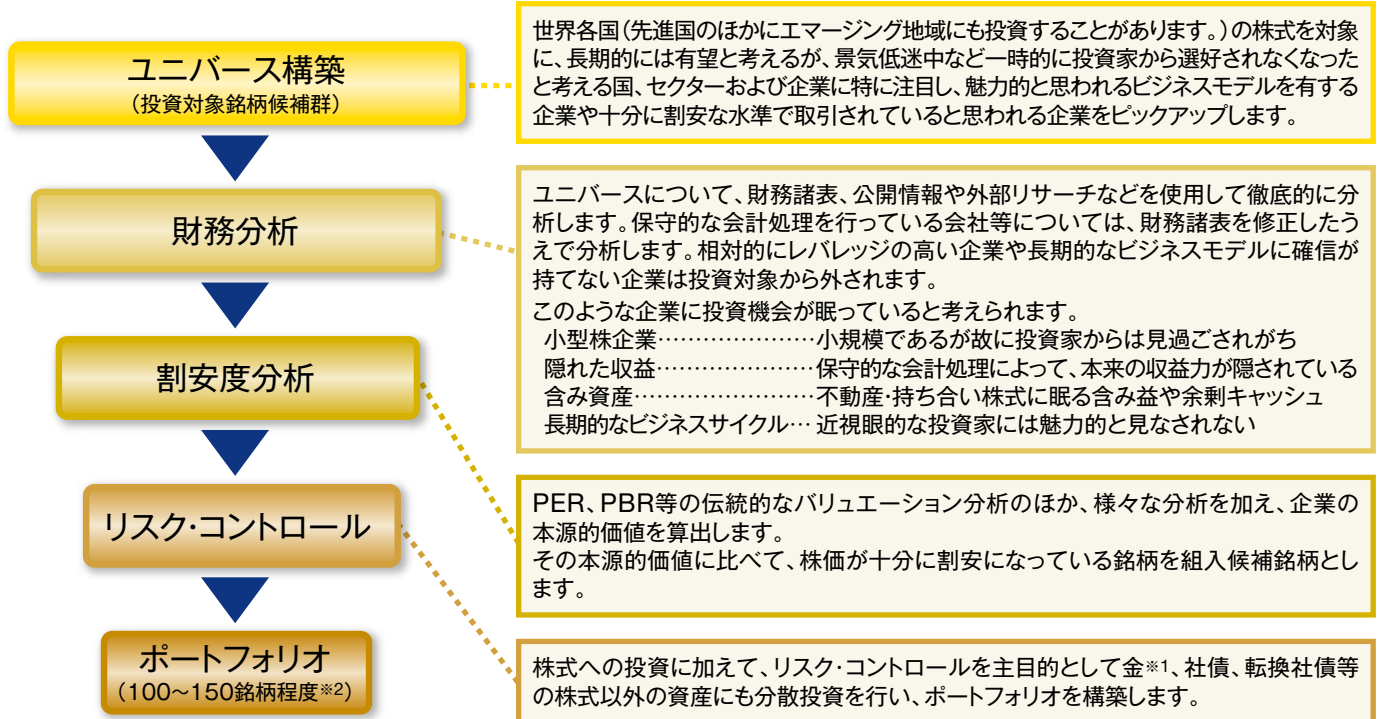 ユニバース構築
（投資対象銘柄候補群）
世界各国（先進国のほかにエマージング地域にも投資することがあります。）の株式を対象
に、長期的には有望と考えるが、景気低迷中など一時的に投資家から選好されなくなった
と考える国、セクターおよび企業に特に注目し、魅力的と思われるビジネスモデルを有する
企業や十分に割安な水準で取引されていると思われる企業をピックアップします。
財務分析
ユニバースについて、財務諸表、公開情報や外部リサーチなどを使用して徹底的に分
析します。保守的な会計処理を行っている会社等については、財務諸表を修正したう
えで分析します。相対的にレバレッジの高い企業や長期的なビジネスモデルに確信が
持てない企業は投資対象から外されます。
このような企業に投資機会が眠っていると考えられます。
小型株企業…………………小規模であるが故に投資家からは見過ごされがち
隠れた収益…………………保守的な会計処理によって、本来の収益力が隠されている
含み資産……………………不動産・持ち合い株式に眠る含み益や余剰キャッシュ
長期的なビジネスサイクル…近視眼的な投資家には魅力的と見なされない
割安度分析
PER、PBR等の伝統的なバリュエーション分析のほか、様々な分析を加え、企業の
本源的価値を算出します。
その本源的価値に比べて、株価が十分に割安になっている銘柄を組入候補銘柄とし
ます。
リスク・コントロール
株式への投資に加えて、リスク・コントロールを主目的として金※1、社債、転換社債等
の株式以外の資産にも分散投資を行い、ポートフォリオを構築します。
ポートフォリオ
（100～150銘柄程度※2）